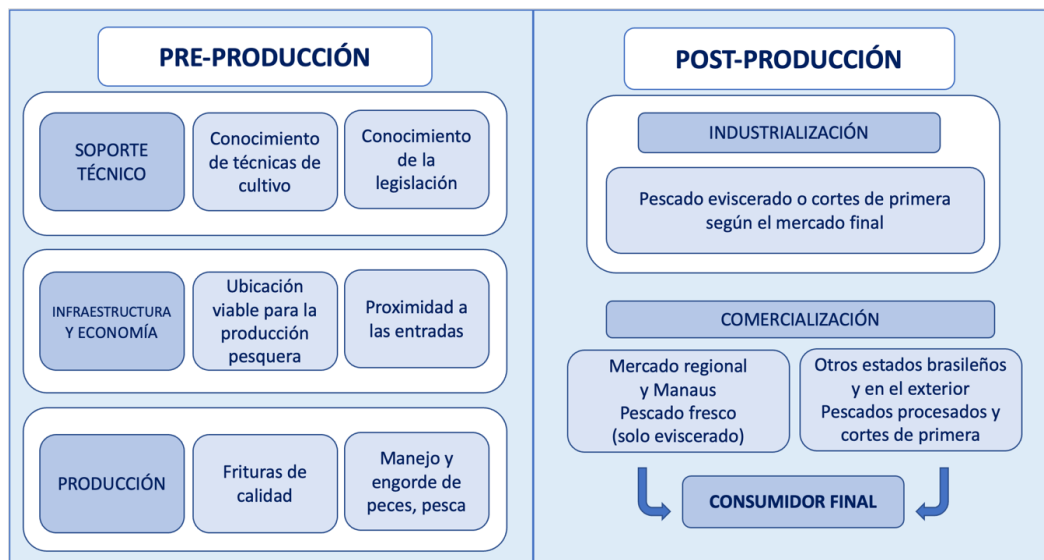 PRE-PRODUCCIÓN
SOPORTE
TÉCNICO
Conocimiento
de técnicas de
cultivo
Conocimiento
de la
legislación
INFRAESTRUCTURA
Y ECONOMÍA
Ubicación
viable para la
producción
pesquera
Proximidad a
las entradas
PRODUCCIÓN
Frituras de
calidad
Manejo y
engorde de
peces, pesca
POST-PRODUCCIÓN
INDUSTRIALIZACIÓN
Pescado eviscerado o cortes de primera
según el mercado final
COMERCIALIZACIÓN
Mercado regional
y Manaus
Pescado fresco
(solo eviscerado)
Otros estados brasileños
y en el exterior
Pescados procesados y
cortes de primera
CONSUMIDOR FINAL